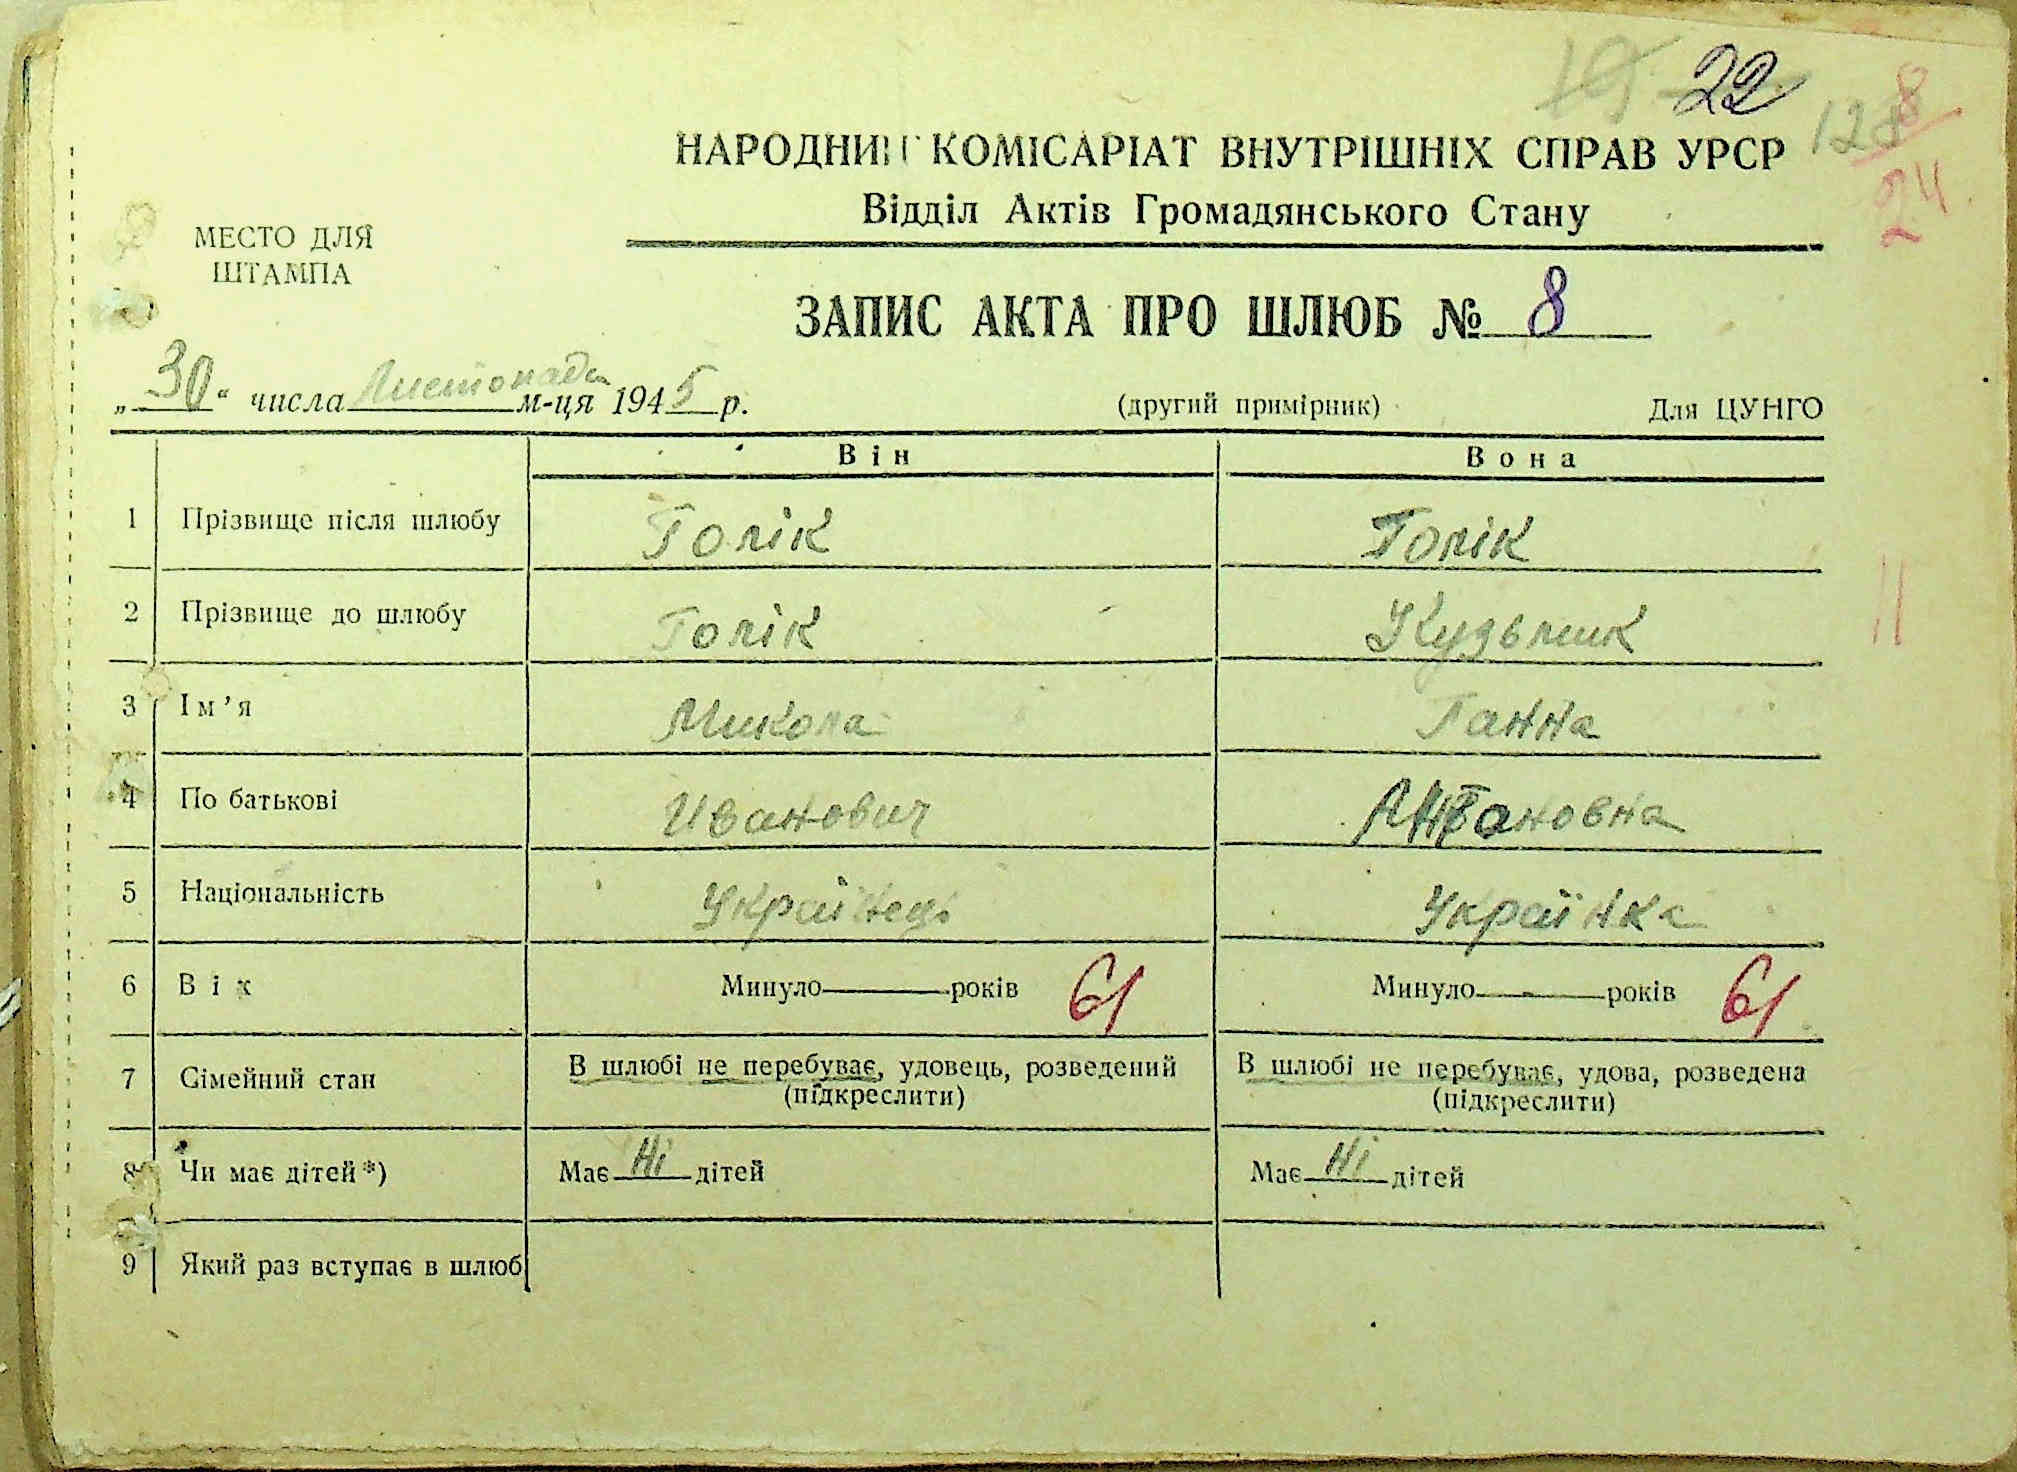 19 22 128 8
24
НАРОДНИЙ КОМІСАРІАТ ВНУТРІШНІХ СПРАВ УРСР
Відділ Актів Громадянського Стану
МЕСТО ДЛЯ
ШТАМПА
ЗАПИС АКТА ПРО ШЛЮБ № 8
„30“ числа Листопада м-ця 1945 р. (другий примірник) Для ЦУНГО
Він Вона
1 Прізвище після шлюбу Голік Голік
2 Прізвище до шлюбу Голік Кузьмик
3 Ім'я Микола Ганна
4 По батькові Иванович Антоновна
5 Національність Українець Українка
6 Вік Минуло років 61 Минуло років 61
7 Сімейний стан В шлюбі не перебуває, удовець, розведений В шлюбі не перебуває, удова, розведена
(підкреслити) (підкреслити)
8 Чи має дітей*) Має Ні дітей Має Ні дітей
9 Який раз вступає в шлюб